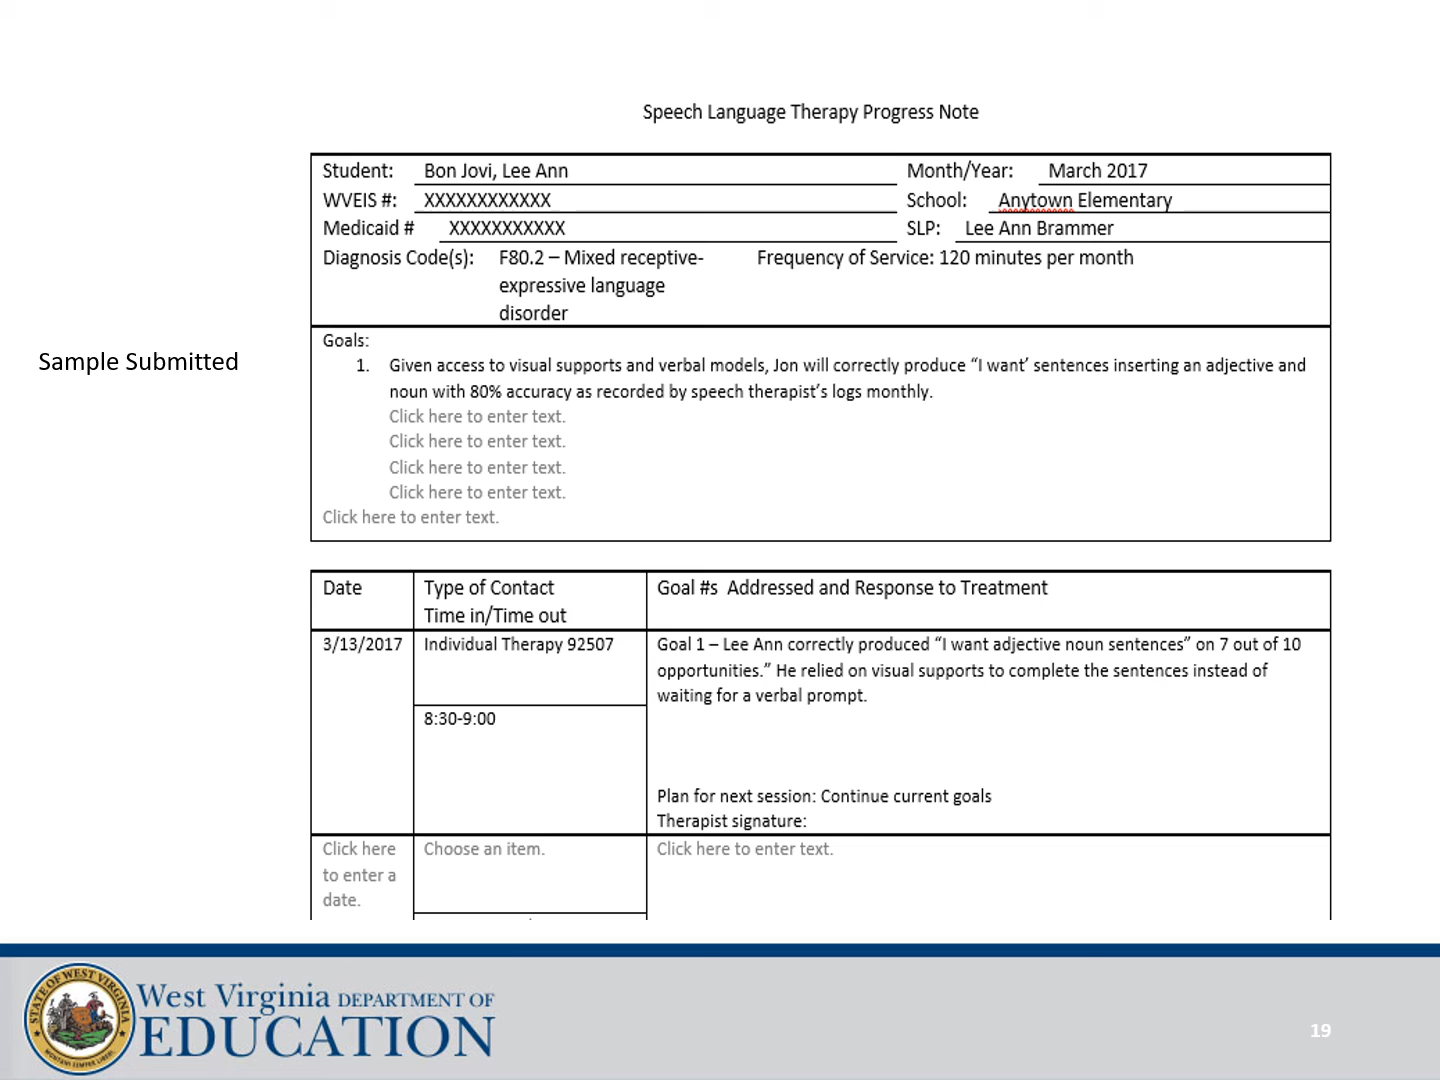 Speech Language Therapy Progress Note
Student: Bon Jovi, Lee Ann Month/Year: March 2017
WVEIS #: XXXXXXXXXXXX School: Anytown Elementary
Medicaid # XXXXXXXXXXX SLP: Lee Ann Brammer
Diagnosis Code(s): F80.2 – Mixed receptive- Frequency of Service: 120 minutes per month
expressive language
disorder
Sample Submitted
Goals:
1. Given access to visual supports and verbal models, Jon will correctly produce “I want’ sentences inserting an adjective and
noun with 80% accuracy as recorded by speech therapist’s logs monthly.
Click here to enter text.
Click here to enter text.
Click here to enter text.
Click here to enter text.
Click here to enter text.
Date Type of Contact Goal #s Addressed and Response to Treatment
Time in/Time out
3/13/2017 Individual Therapy 92507 Goal 1 – Lee Ann correctly produced “I want adjective noun sentences” on 7 out of 10
opportunities.” He relied on visual supports to complete the sentences instead of
waiting for a verbal prompt.
8:30-9:00
Plan for next session: Continue current goals
Therapist signature:
Click here Choose an item. Click here to enter text.
to enter a
date.
STATE OF WEST VIRGINIA
MONTANI SEMPER LIBERI
West Virginia DEPARTMENT OF
EDUCATION
19